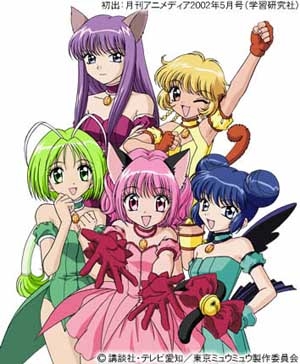 初出：月刊アニメディア2002年5月号(学習研究社)
©講談社・テレビ愛知／東京ミュウミュウ製作委員会